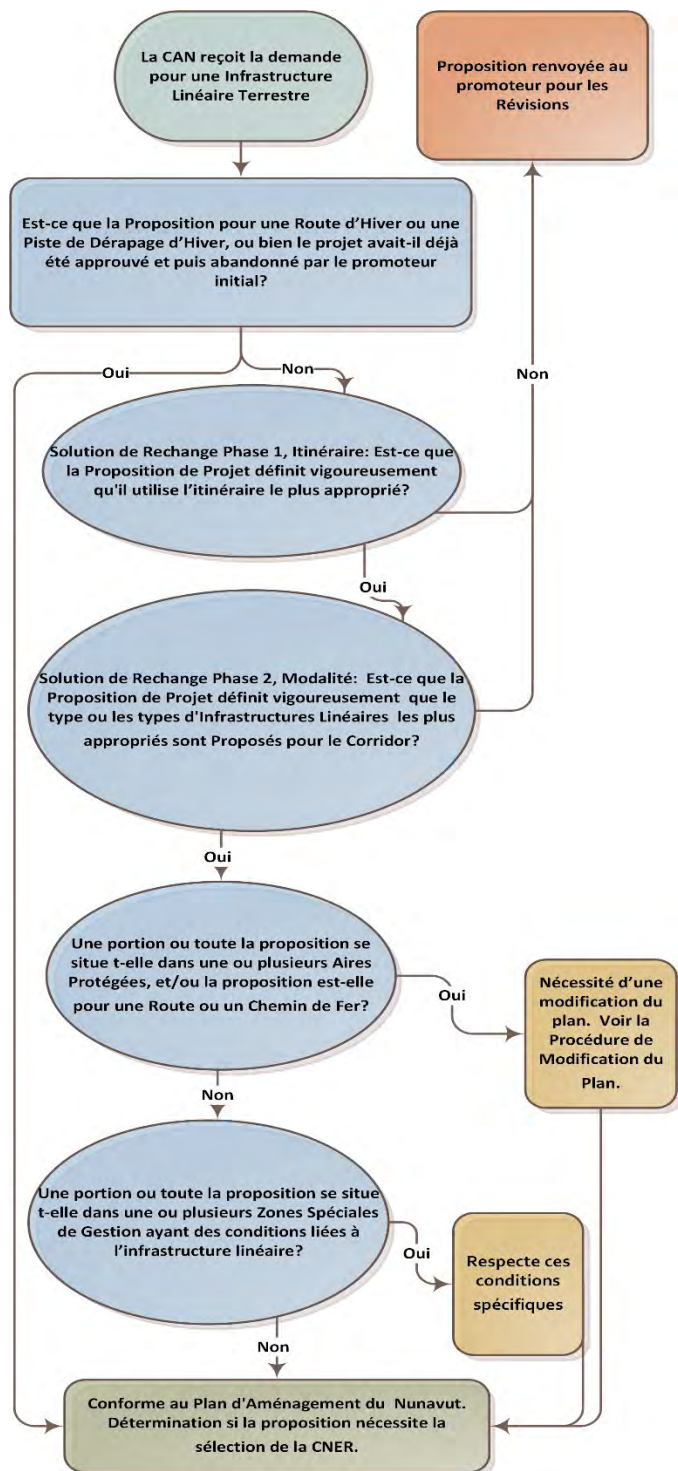 La CAN reçoit la demande
pour une Infrastructure
Linéaire Terrestre
Proposition renvoyée au
promoteur pour les
Révisions
Est-ce que la Proposition pour une Route d'Hiver ou une
Piste de Dérapage d'Hiver, ou bien le projet avait-il déjà
été approuvé et puis abandonné par le promoteur
initial?
Oui
Non
Non
Solution de Rechange Phase 1, Itinéraire: Est-ce que
la Proposition de Projet définit vigoureusement
qu'il utilise l'itinéraire le plus approprié?
Oui
Solution de Rechange Phase 2, Modalité: Est-ce que la
Proposition de Projet définit vigoureusement que le
type ou les types d'Infrastructures Linéaires les plus
appropriés sont Proposés pour le Corridor?
Oui
Une portion ou toute la proposition se
situe t-elle dans une ou plusieurs Aires
Protégées, et/ou la proposition est-elle
pour une Route ou un Chemin de Fer?
Oui
Nécessité d'une
modification du
plan. Voir la
Procédure de
Modification du
Plan.
Non
Une portion ou toute la proposition se situe
t-elle dans une ou plusieurs Zones Spéciales
de Gestion ayant des conditions liées à
l'infrastructure linéaire?
Oui
Respecte ces
conditions
spécifiques
Non
Conforme au Plan d'Aménagement du Nunavut.
Détermination si la proposition nécessite la
sélection de la CNER.